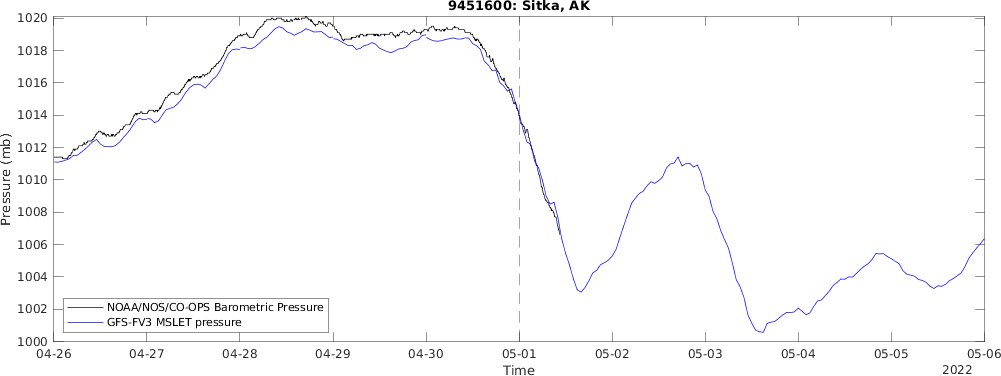 9451600: Sitka, AK
Pressure (mb)
1020
1018
1016
1014
1012
1010
1008
1006
1004
1002
1000
NOAA/NOS/CO-OPS Barometric Pressure
GFS-FV3 MSLET pressure
04-26 04-27 04-28 04-29 04-30 05-01 05-02 05-03 05-04 05-05 05-06
Time
2022